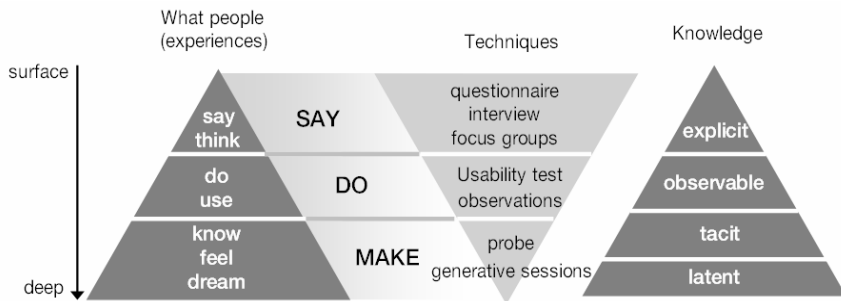 What people
(experiences)
Techniques
Knowledge
surface
say
think
SAY
questionnaire
interview
focus groups
explicit
do
use
DO
Usability test
observations
observable
know
feel
dream
MAKE
probe
generative sessions
tacit
latent
deep